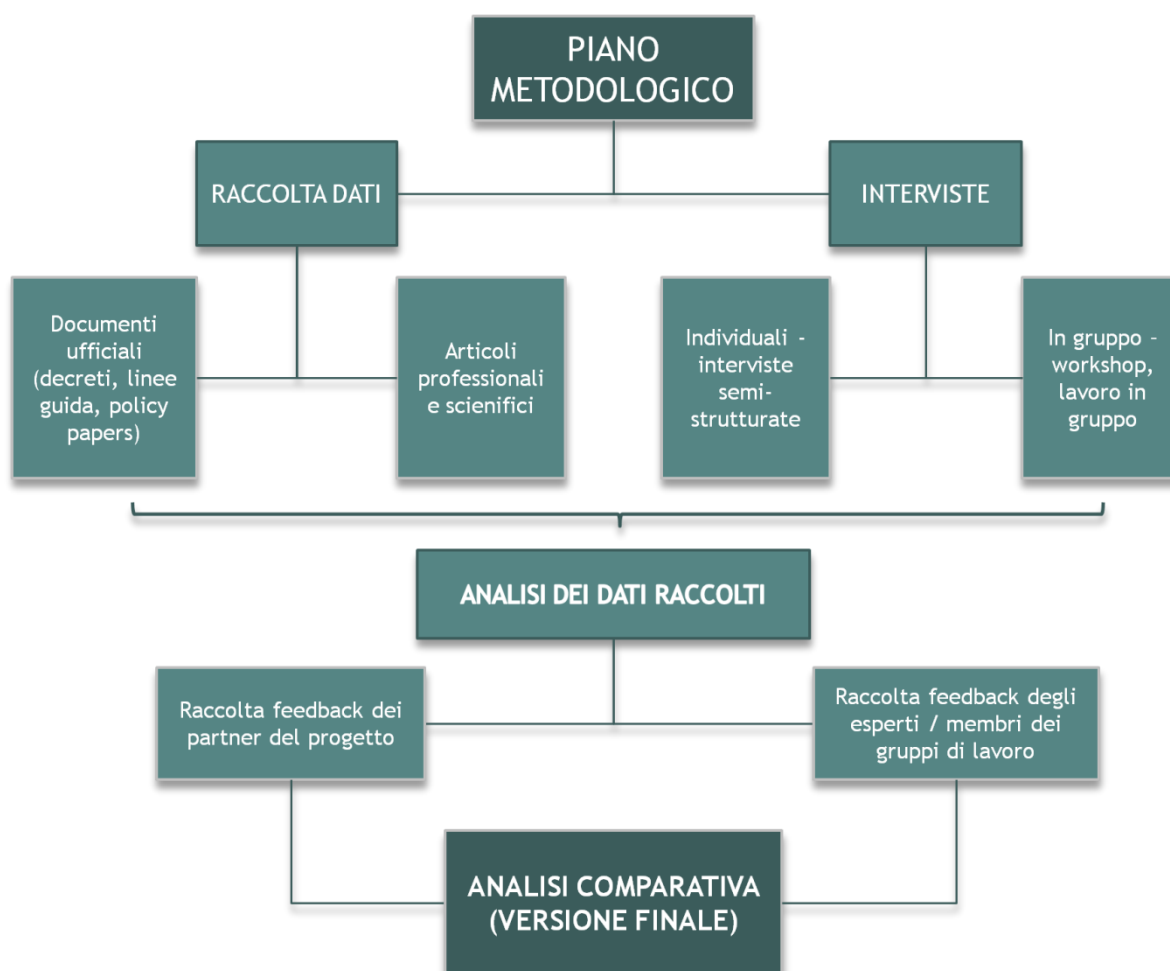 PIANO
METODOLOGICO
RACCOLTA DATI
INTERVISTE
Documenti
ufficiali
(decreti, linee
guida, policy
papers)
Articoli
professionali
e scienifici
Individuali -
interviste
semi-
strutturate
In gruppo -
workshop,
lavoro in
gruppo
ANALISI DEI DATI RACCOLTI
Raccolta feedback dei
partner del progetto
Raccolta feedback degli
esperti / membri dei
gruppi di lavoro
ANALISI COMPARATIVA
(VERSIONE FINALE)